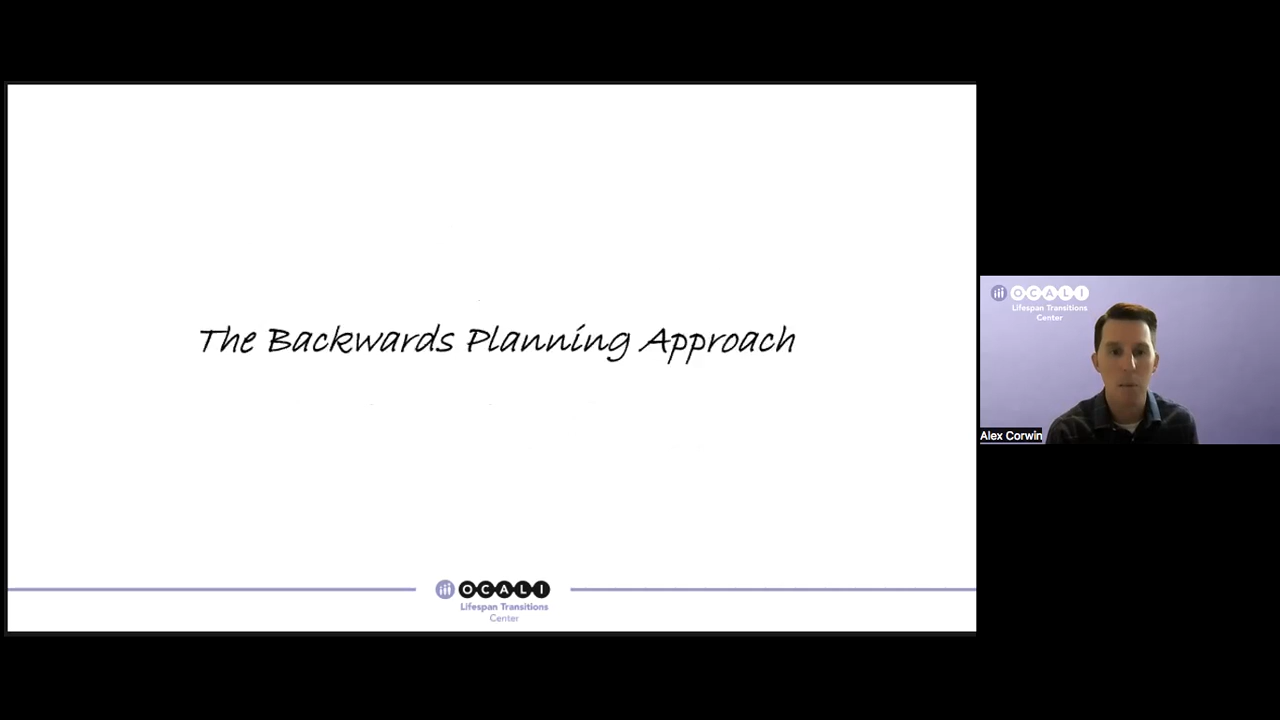 The Backwards Planning Approach
OCALI
Lifespan Transitions
Center
OCALI
Lifespan Transitions
Center
Alex Corwin